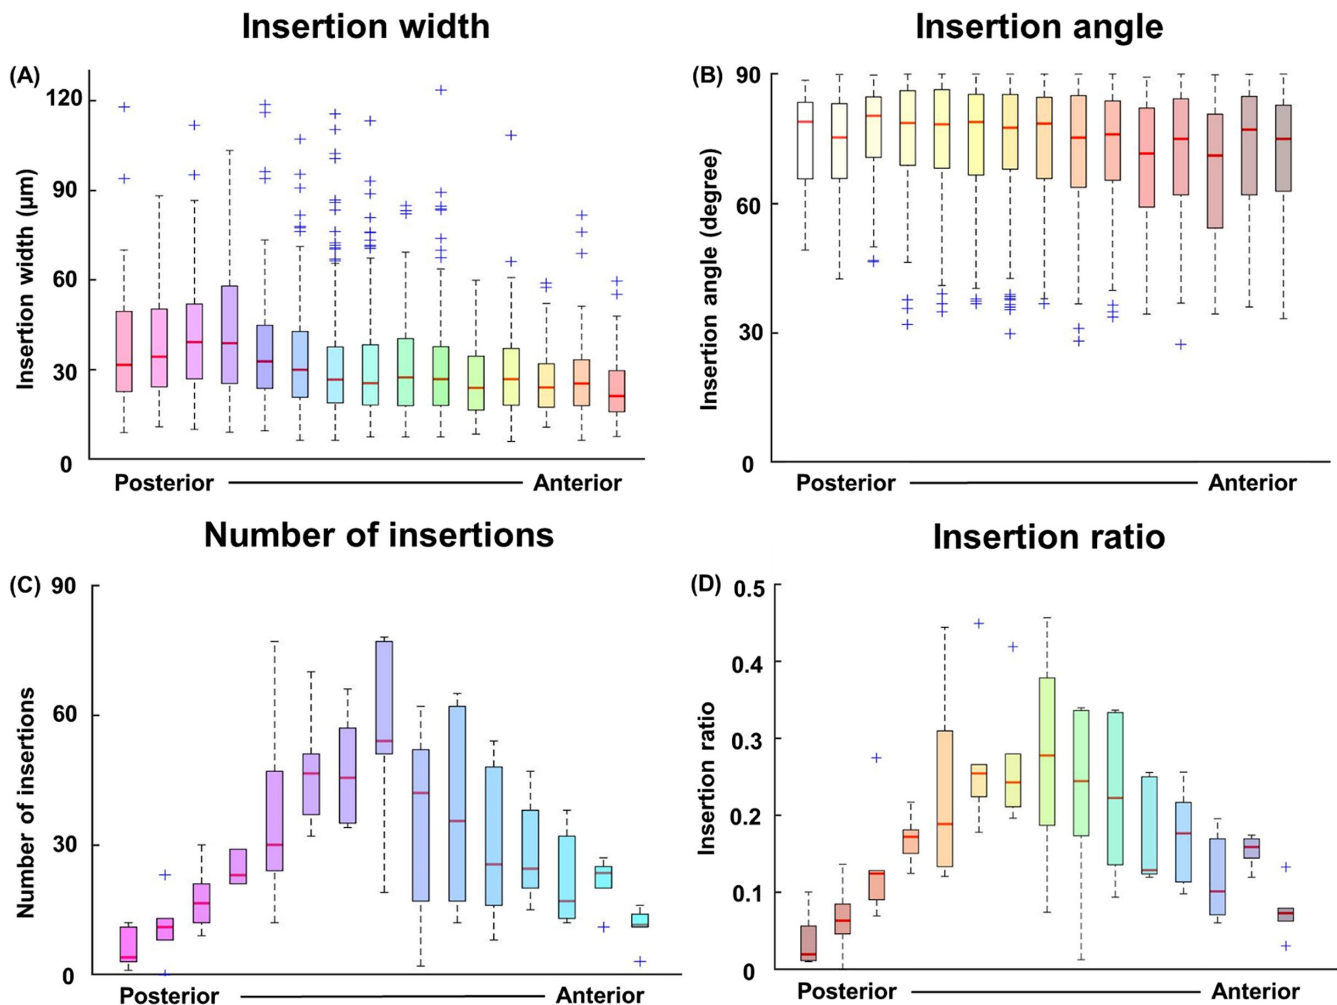 Insertion width
(A)
120
90
60
30
0
Insertion width (µm)
Posterior
Anterior
Insertion angle
(B)
90
60
30
0
Insertion angle (degree)
Posterior
Anterior
Number of insertions
(C)
90
60
30
0
Number of insertions
Posterior
Anterior
Insertion ratio
(D)
0.5
0.4
0.3
0.2
0.1
0
Insertion ratio
Posterior
Anterior